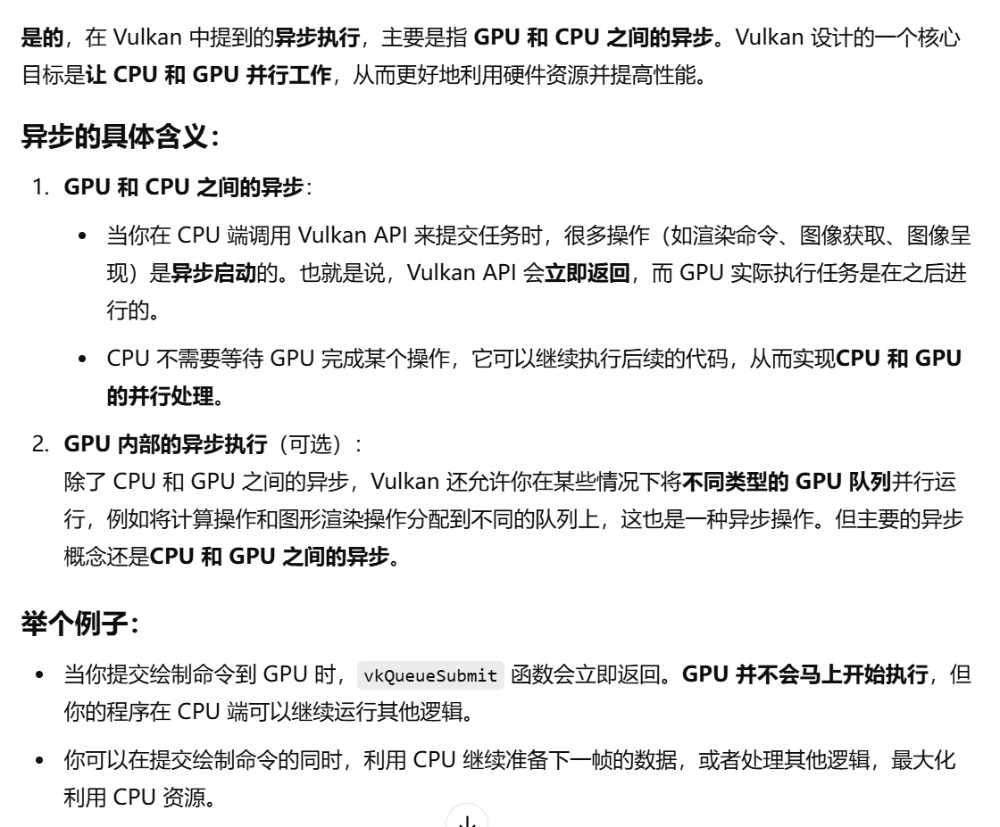 是的，在 Vulkan 中提到的异步执行，主要是指 GPU 和 CPU 之间的异步。Vulkan 设计的一个核心
目标是让 CPU 和 GPU 并行工作，从而更好地利用硬件资源并提高性能。
异步的具体含义：
1. GPU 和 CPU 之间的异步：
• 当你在 CPU 端调用 Vulkan API 来提交任务时，很多操作（如渲染命令、图像获取、图像呈
现）是异步启动的。也就是说，Vulkan API 会立即返回，而 GPU 实际执行任务是在之后进
行的。
• CPU 不需要等待 GPU 完成某个操作，它可以继续执行后续的代码，从而实现CPU 和 GPU
的并行处理。
2. GPU 内部的异步执行（可选）：
除了 CPU 和 GPU 之间的异步，Vulkan 还允许你在某些情况下将不同类型的 GPU 队列并行运
行，例如将计算操作和图形渲染操作分配到不同的队列上，这也是一种异步操作。但主要的异步
概念还是CPU 和 GPU 之间的异步。
举个例子：
• 当你提交绘制命令到 GPU 时，vkQueueSubmit 函数会立即返回。GPU 并不会马上开始执行，但
你的程序在 CPU 端可以继续运行其他逻辑。
• 你可以在提交绘制命令的同时，利用 CPU 继续准备下一帧的数据，或者处理其他逻辑，最大化
利用 CPU 资源。